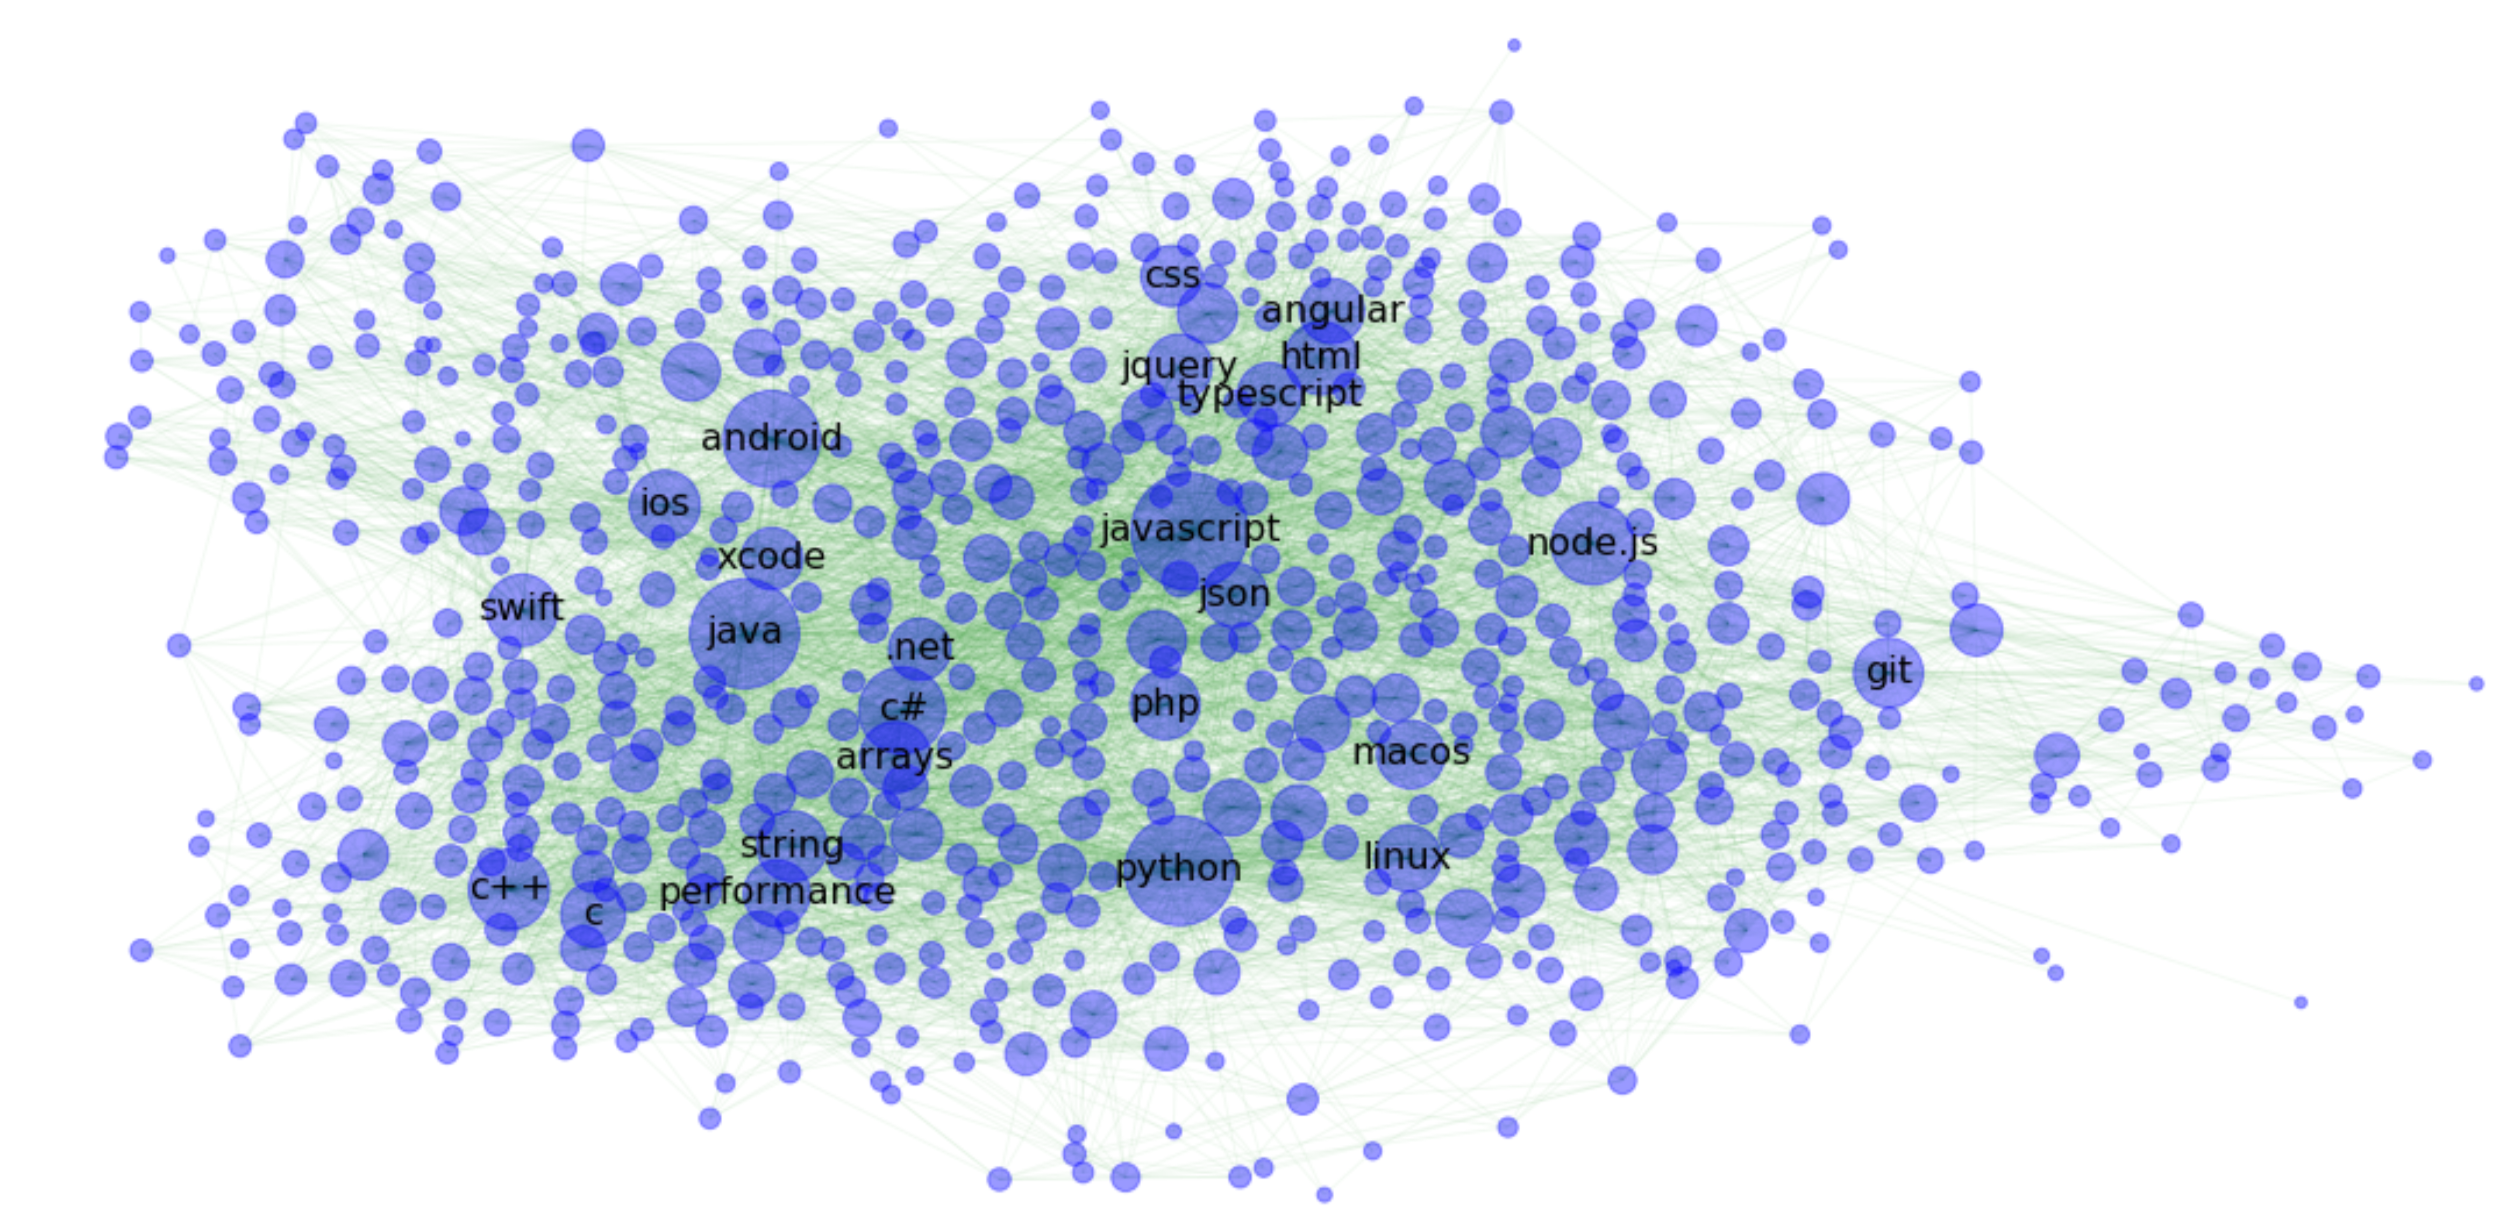 css
angular
html
jquery
typescript
android
ios
javascript
node.js
xcode
json
swift
java
.net
git
c#
php
macos
arrays
string
linux
python
c++
performance
c